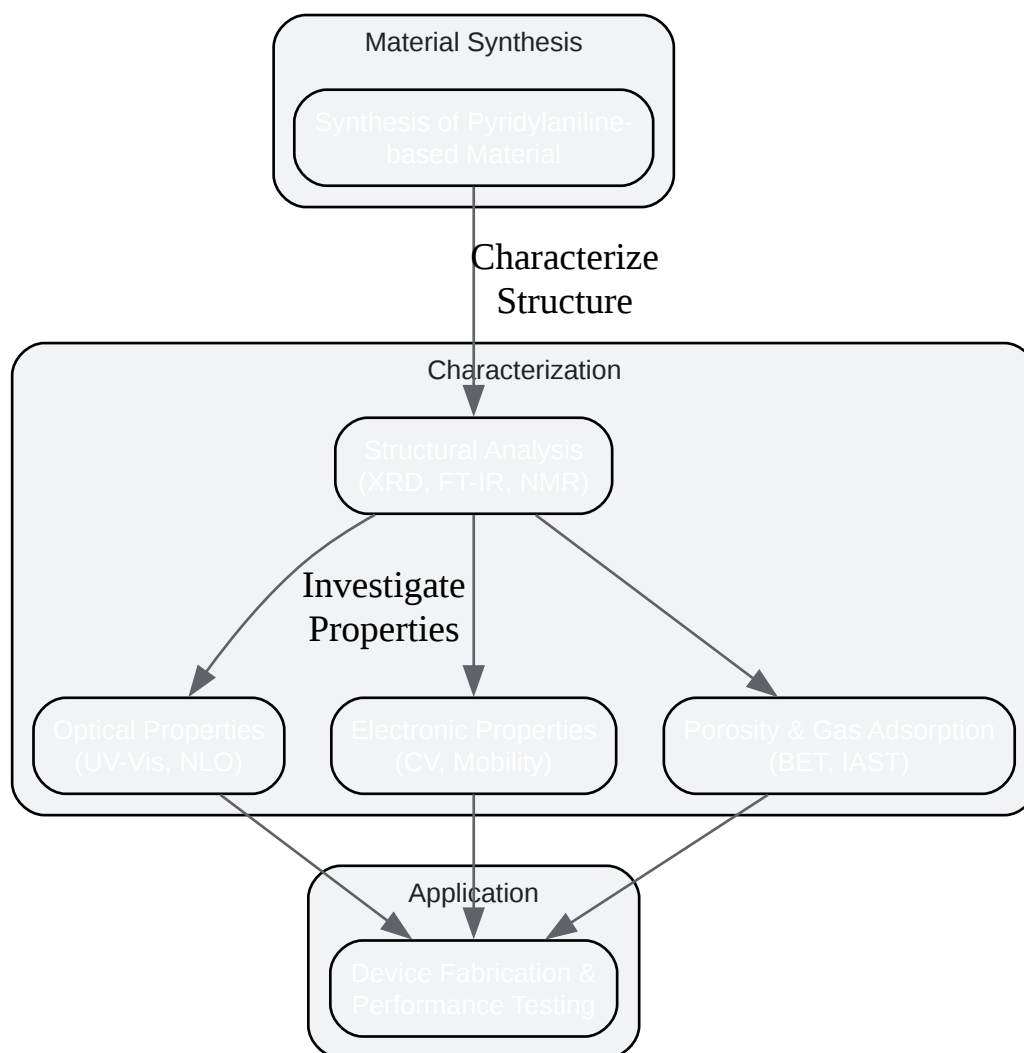 Material Synthesis
Synthesis of Pyridylaniline-
based Material
Characterize
Structure
Characterization
Structural Analysis
(XRD, FT-IR, NMR)
Investigate
Properties
Optical Properties
(UV-Vis, NLO)
Electronic Properties
(CV, Mobility)
Porosity & Gas Adsorption
(BET, IAST)
Application
Device Fabrication &
Performance Testing